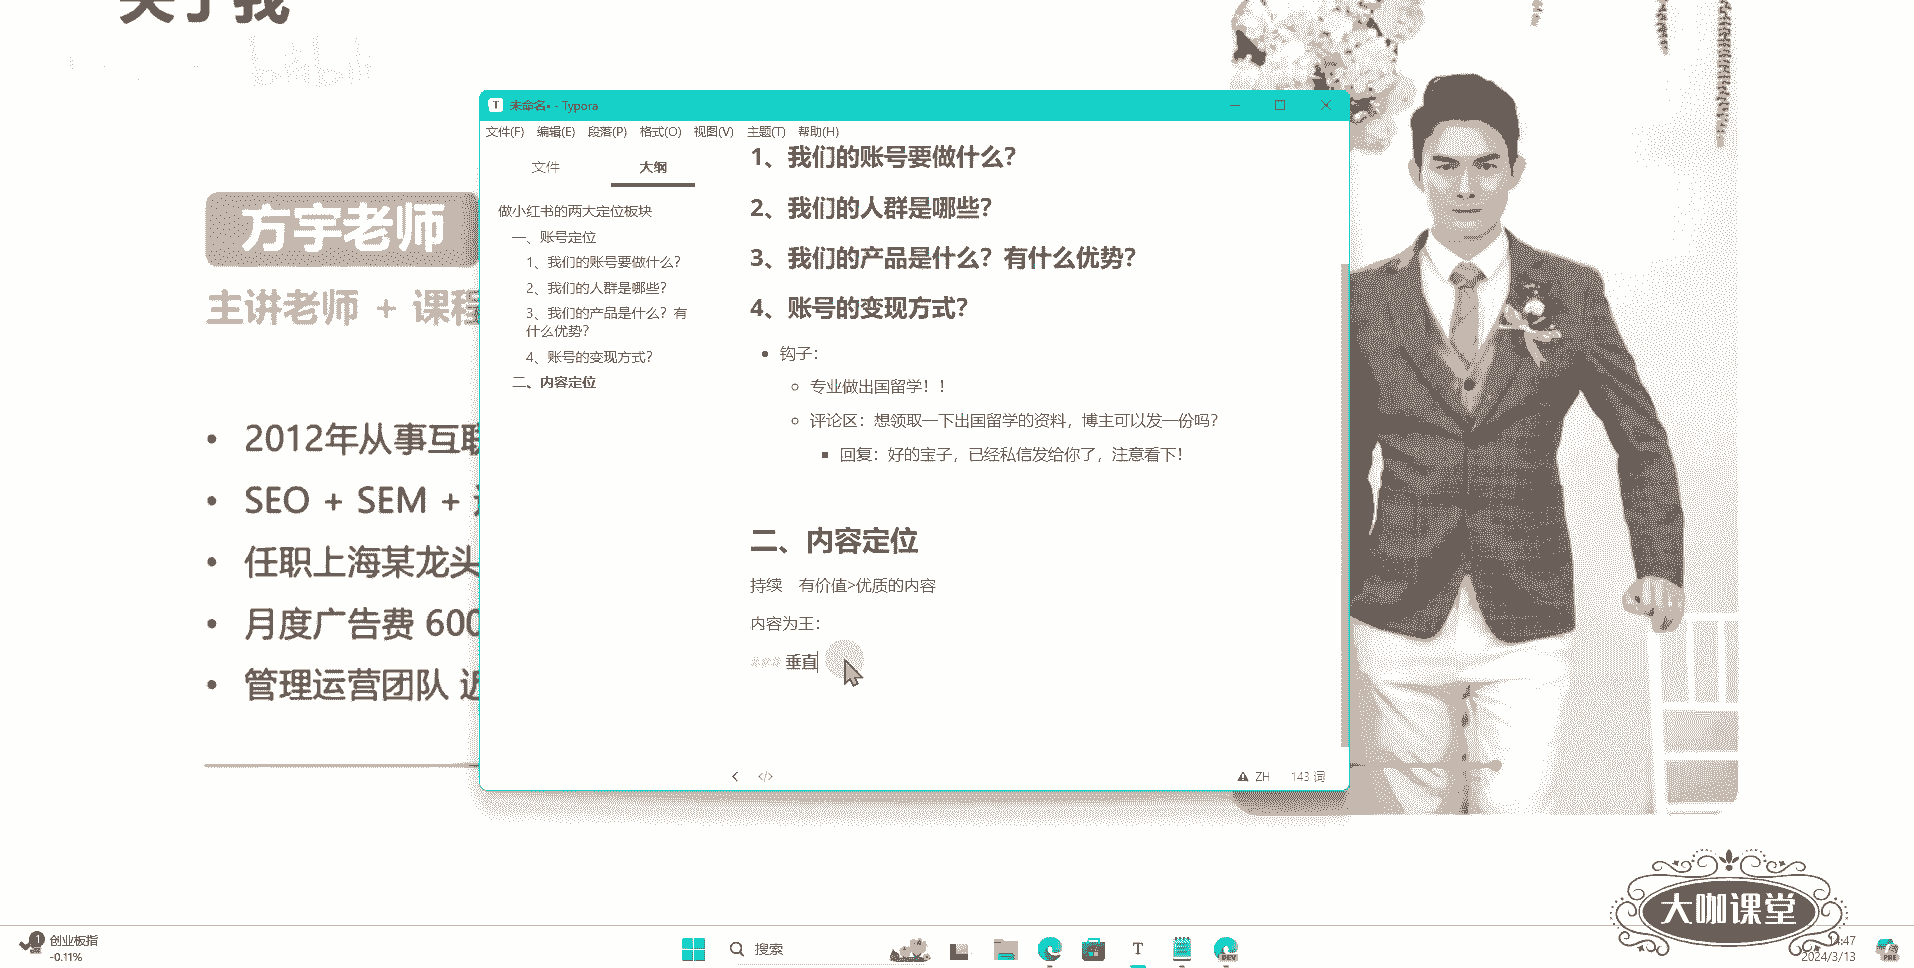 关于我
bilibili
方宇老师
主讲老师 + 课程
2012年从事互联
SEO + SEM +
任职上海某龙头
月度广告费 600
管理运营团队 近
未命名• - Typora
文件(F) 编辑(E) 段落(P) 格式(O) 视图(V) 主题(T) 帮助(H)
文件 大纲
做小红书的两大定位板块
一、账号定位
1、我们的账号要做什么？
2、我们的人群是哪些？
3、我们的产品是什么？有
什么优势？
4、账号的变现方式？
二、内容定位
1、我们的账号要做什么？
2、我们的人群是哪些？
3、我们的产品是什么？有什么优势？
4、账号的变现方式？
钩子：
专业做出国留学！！
评论区：想领取一下出国留学的资料，博主可以发一份吗？
回复：好的宝子，已经私信发给你了，注意看下！
二、内容定位
持续 有价值>优质的内容
内容为王：
### 垂直
ZH 143 词
大咖课堂
1 创业板指
-0.11%
搜索
DEV
:47
2024/3/13
PRE